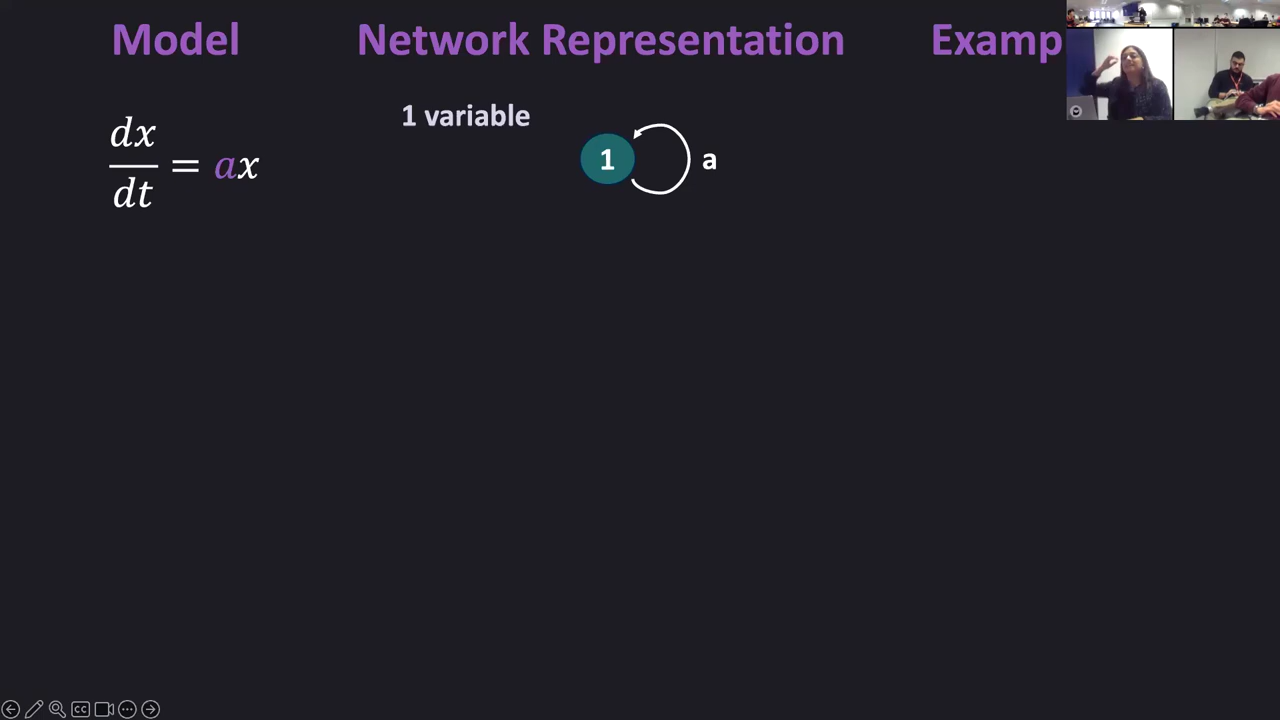 Model Network Representation Examp
1 variable
dx/dt = ax
1 a